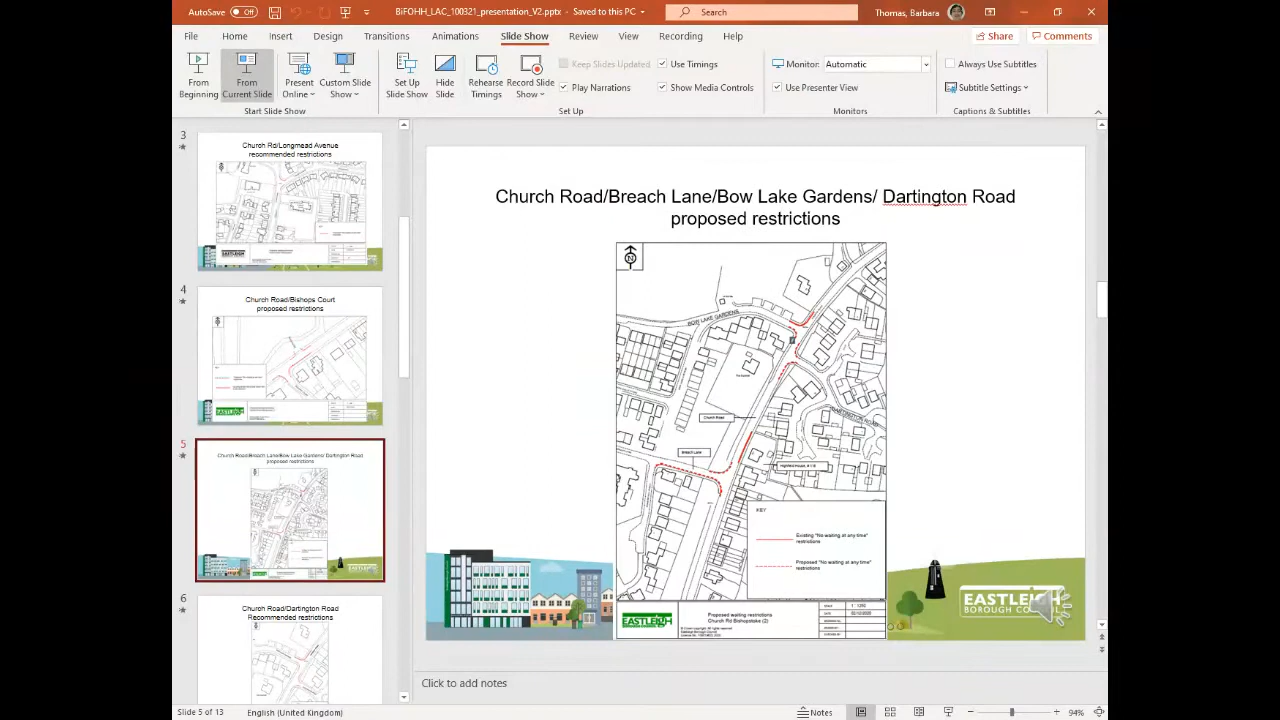 AutoSave Off
BiFOHH_LAC_100321_presentation_V2.pptx - Saved to this PC
Search
Thomas, Barbara
File Home Insert Design Transitions Animations Slide Show Review View Recording Help
Share Comments
From Beginning
From Current Slide
Present Online
Custom Slide Show
Set Up Slide Show
Hide Slide
Rehearse Timings
Record Slide Show
Keep Slides Updated
Play Narrations
Use Timings
Show Media Controls
Monitor: Automatic
Use Presenter View
Always Use Subtitles
Subtitle Settings
Start Slide Show
Set Up
Monitors
Captions & Subtitles
3
Church Rd/Longmead Avenue
recommended restrictions
EASTLEIGH
4
Church Road/Bishops Court
proposed restrictions
EASTLEIGH
5
Church Road/Breach Lane/Bow Lake Gardens/ Dartington Road
proposed restrictions
6
Church Road/Dartington Road
Recommended restrictions
Church Road/Breach Lane/Bow Lake Gardens/ Dartington Road
proposed restrictions
N
BOW LAKE GARDENS
Church Road
Breach Lane
KEY
Existing "No waiting at any time"
restrictions
Proposed "No waiting at any time"
restrictions
EASTLEIGH
Proposed waiting restrictions
Church Rd Bishopstoke (2)
EASTLEIGH
BOROUGH COUNCIL
Click to add notes
Slide 5 of 13
English (United Kingdom)
Notes
94%